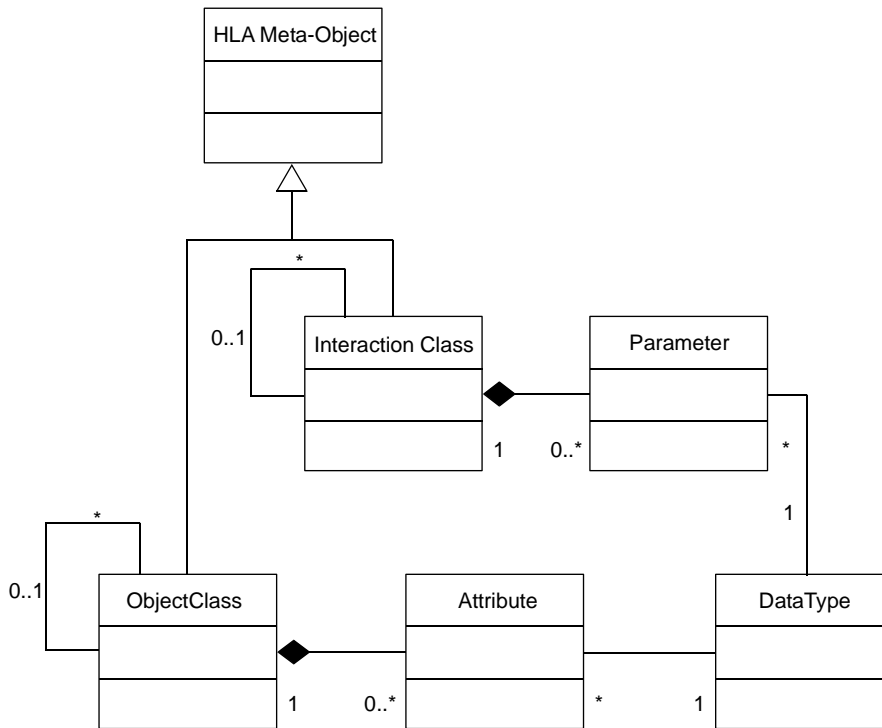 HLA Meta-Object
*
0..1
Interaction Class
Parameter
1
0..*
*
1
*
0..1
ObjectClass
Attribute
DataType
1
0..*
*
1